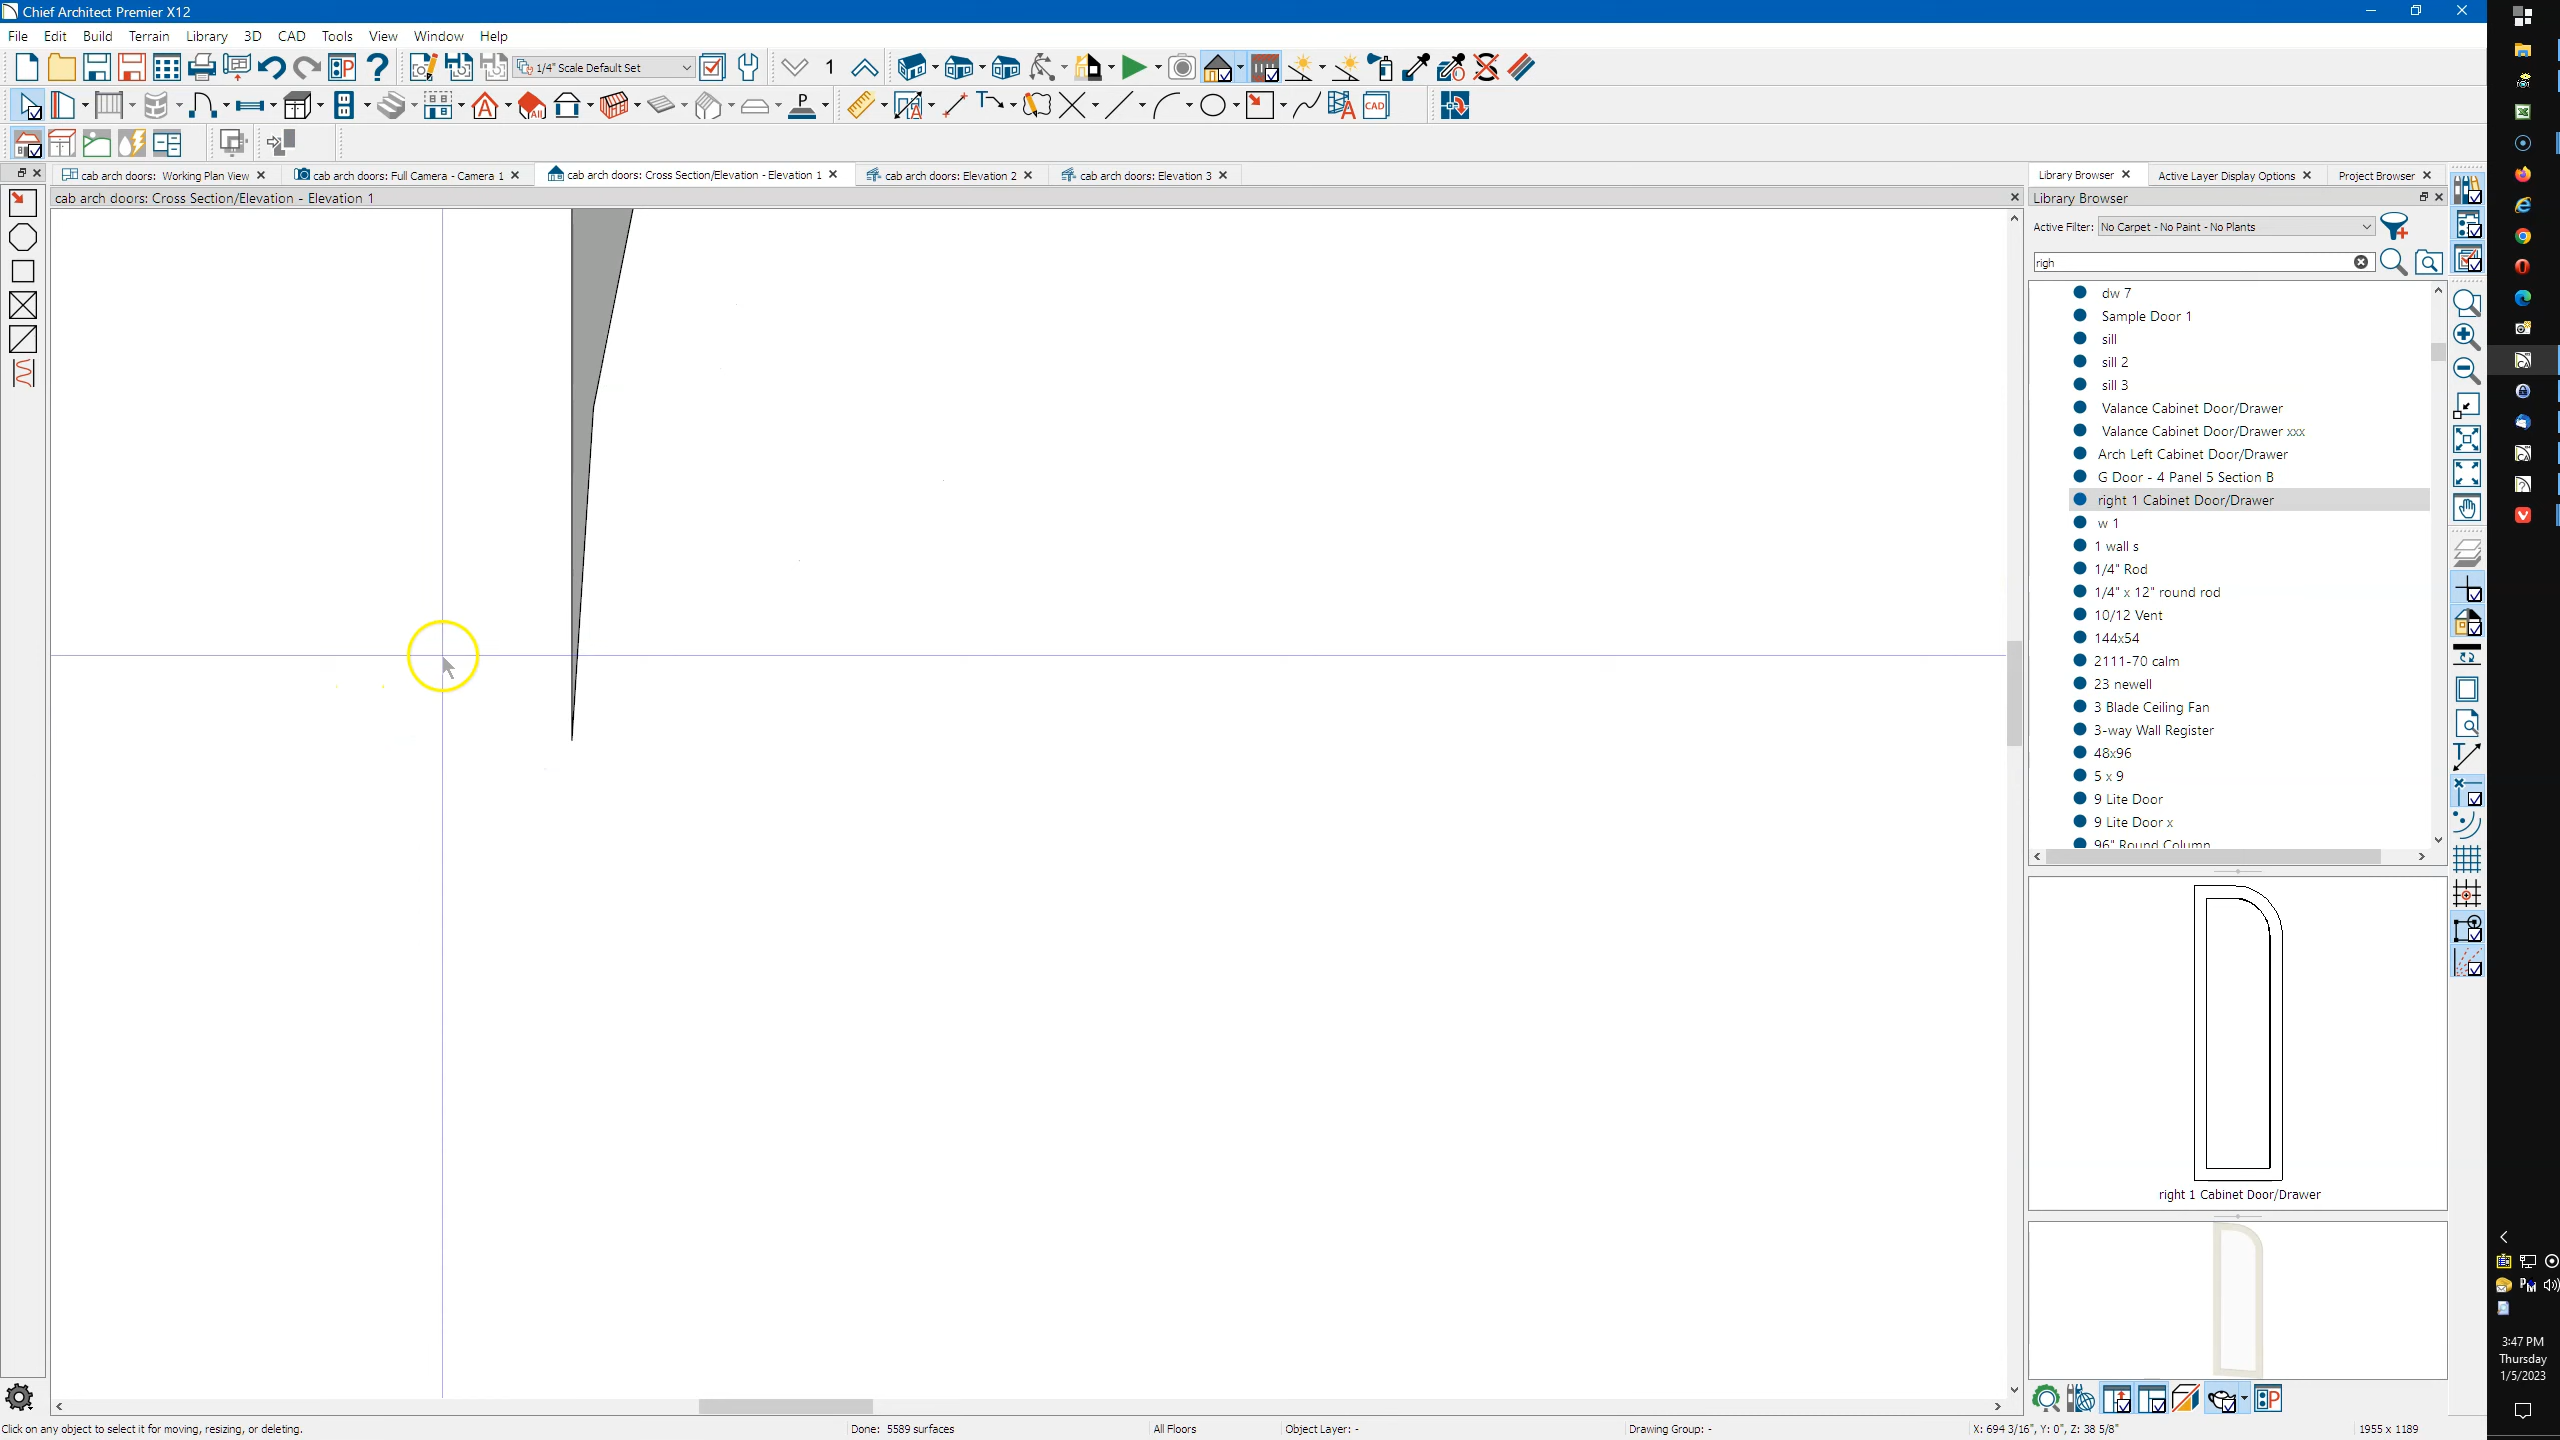 Chief Architect Premier X12
File Edit Build Terrain Library 3D CAD Tools View Window Help
1/4" Scale Default Set
1
CAD
cab arch doors: Working Plan View
cab arch doors: Full Camera - Camera 1
cab arch doors: Cross Section/Elevation - Elevation 1
cab arch doors: Elevation 2
cab arch doors: Elevation 3
Library Browser
Active Layer Display Options
Project Browser
cab arch doors: Cross Section/Elevation - Elevation 1
Library Browser
Active Filter: No Carpet - No Paint - No Plants
righ
dw 7
Sample Door 1
sill
sill 2
sill 3
Valance Cabinet Door/Drawer
Valance Cabinet Door/Drawer xxx
Arch Left Cabinet Door/Drawer
G Door - 4 Panel 5 Section B
right 1 Cabinet Door/Drawer
w 1
1 wall s
1/4" Rod
1/4" x 12" round rod
10/12 Vent
144x54
2111-70 calm
23 newell
3 Blade Ceiling Fan
3-way Wall Register
48x96
5 x 9
9 Lite Door
9 Lite Door x
96" Round Column
right 1 Cabinet Door/Drawer
3:47 PM
Thursday
1/5/2023
Click on any object to select it for moving, resizing, or deleting.
Done: 5589 surfaces
All Floors
Object Layer: -
Drawing Group: -
X: 694 3/16", Y: 0", Z: 38 5/8"
1955 x 1189